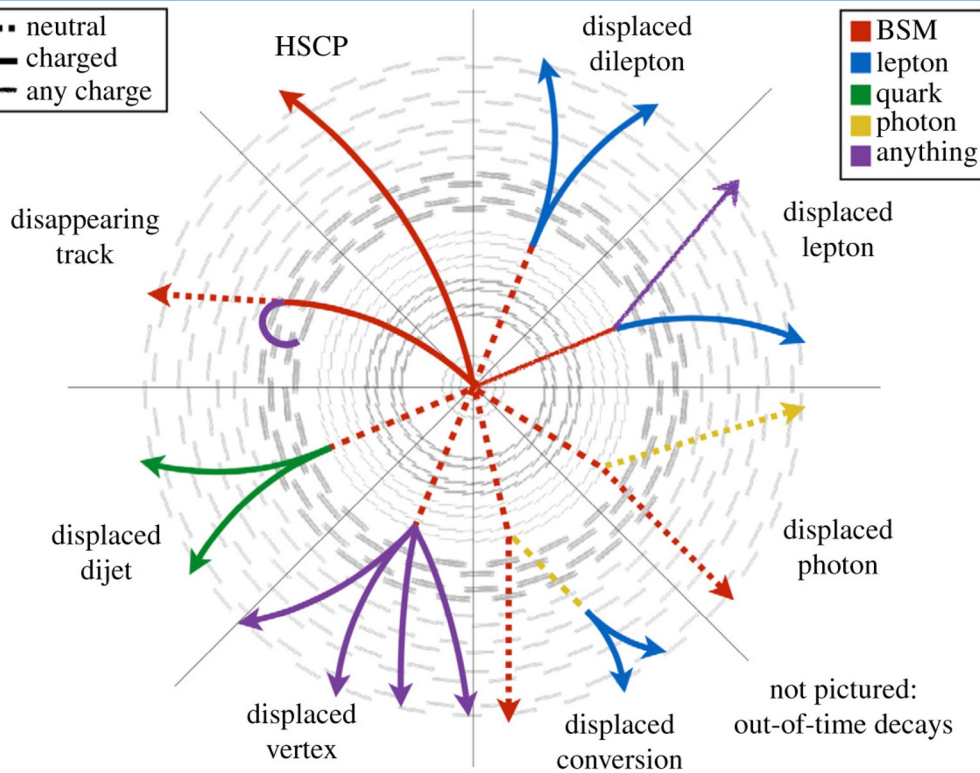 neutral
charged
any charge
HSCP
displaced
dilepton
BSM
lepton
quark
photon
anything
disappearing
track
displaced
lepton
displaced
dijet
displaced
photon
displaced
vertex
displaced
conversion
not pictured:
out-of-time decays